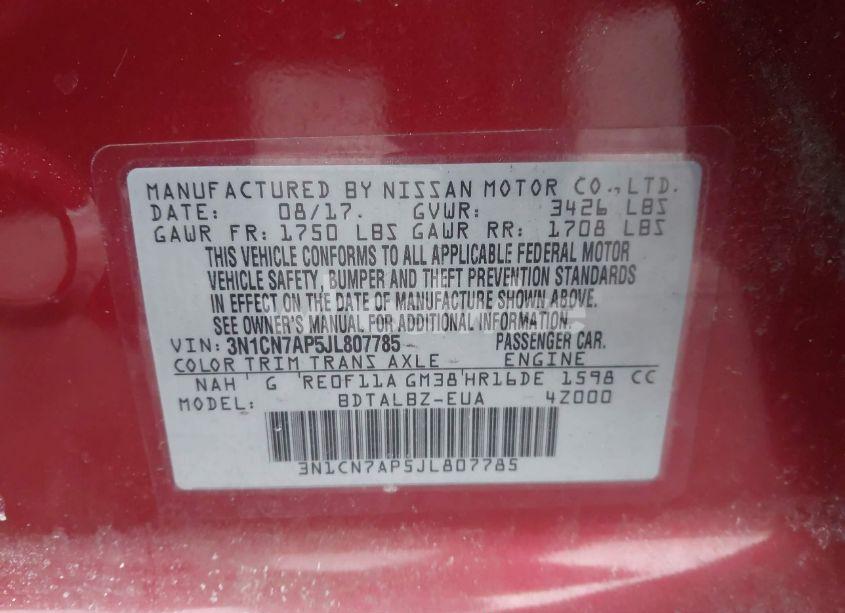 MANUFACTURED BY NISSAN MOTOR CO.,LTD.
DATE: 08/17. GVWR: 3426 LBS
GAWR FR: 1750 LBS GAWR RR: 1708 LBS
THIS VEHICLE CONFORMS TO ALL APPLICABLE FEDERAL MOTOR
VEHICLE SAFETY, BUMPER AND THEFT PREVENTION STANDARDS
IN EFFECT ON THE DATE OF MANUFACTURE SHOWN ABOVE.
SEE OWNER'S MANUAL FOR ADDITIONAL INFORMATION.
VIN: 3N1CN7AP5JL807785 PASSENGER CAR.
COLOR TRIM TRANS AXLE ENGINE
NAH G RE0F11A GM38 HR16DE 1598 CC
MODEL: BDTALBZ-EUA 4Z000
3N1CN7AP5JL807785